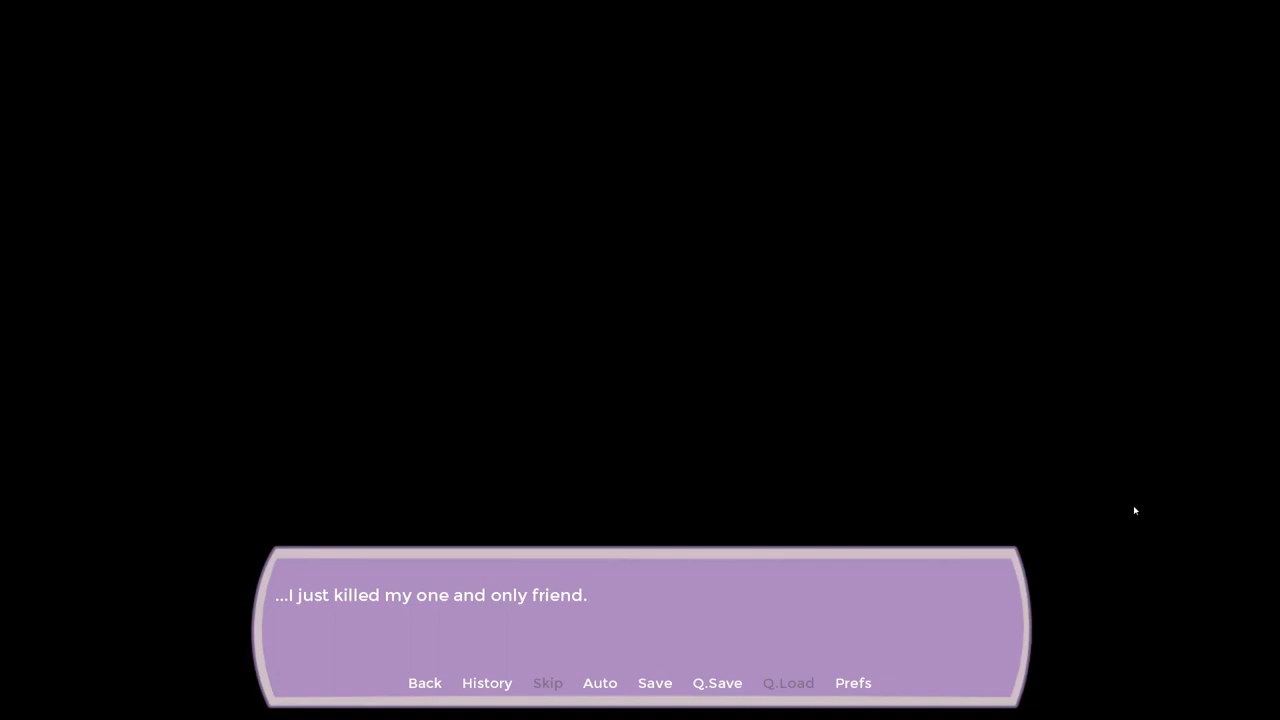 ...I just killed my one and only friend.
Back History Skip Auto Save Q.Save Q.Load Prefs